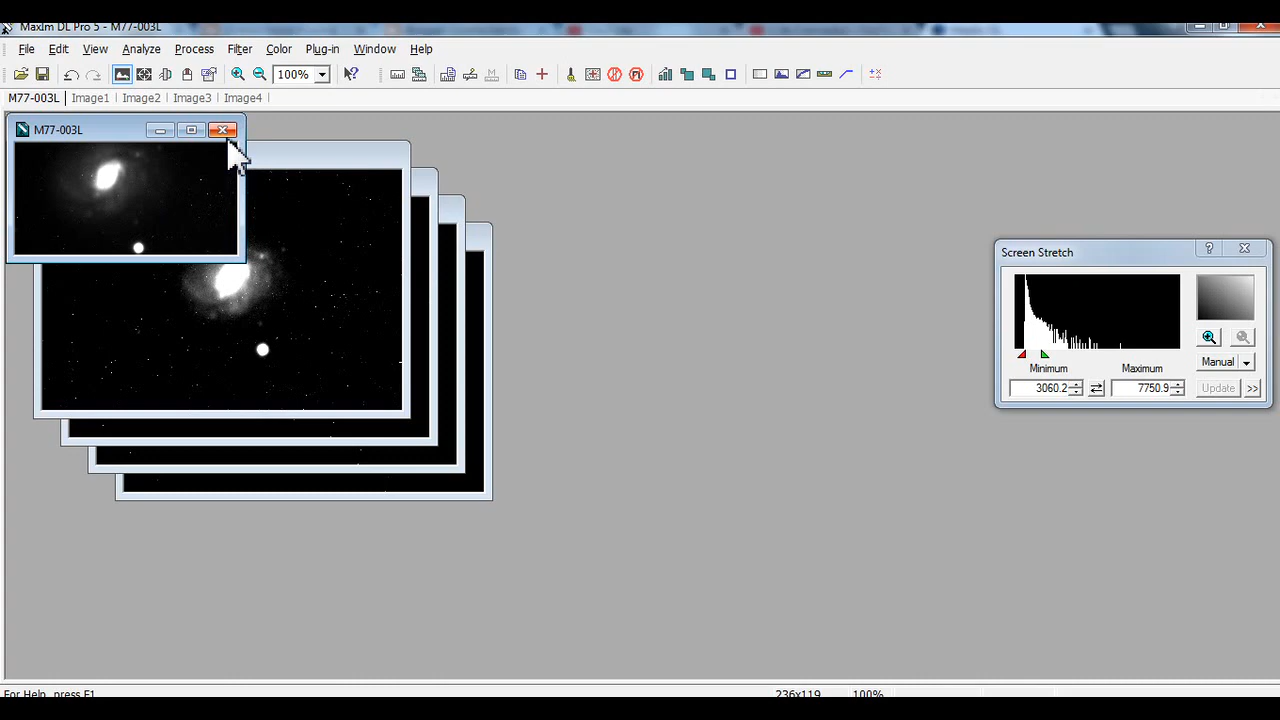 MaxIm DL Pro 5 - M77-003L
File Edit View Analyze Process Filter Color Plug-in Window Help
100%
M77-003L Image1 Image2 Image3 Image4
M77-003L
Screen Stretch
Manual
Minimum Maximum
3060.2 7750.9 Update >>
For Help, press F1 236x119 100%